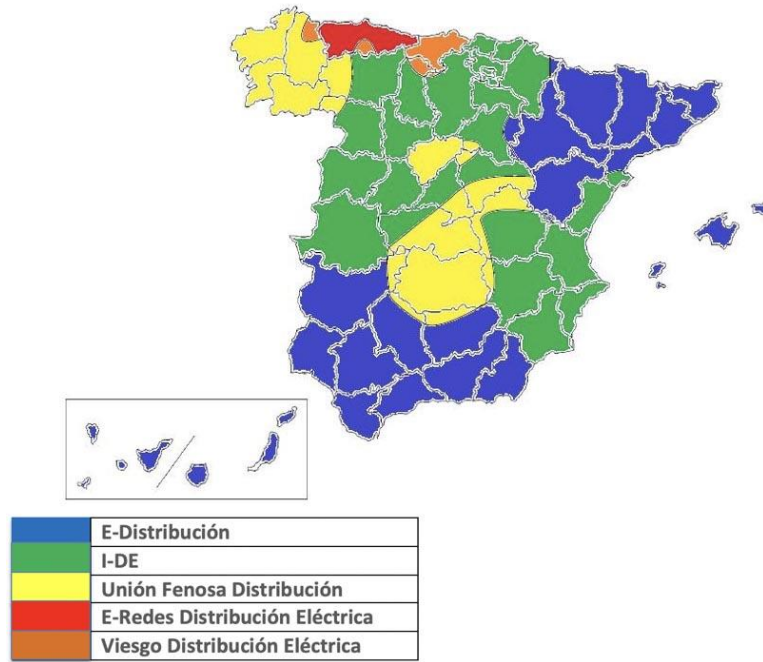 E-Distribución
I-DE
Unión Fenosa Distribución
E-Redes Distribución Eléctrica
Viesgo Distribución Eléctrica